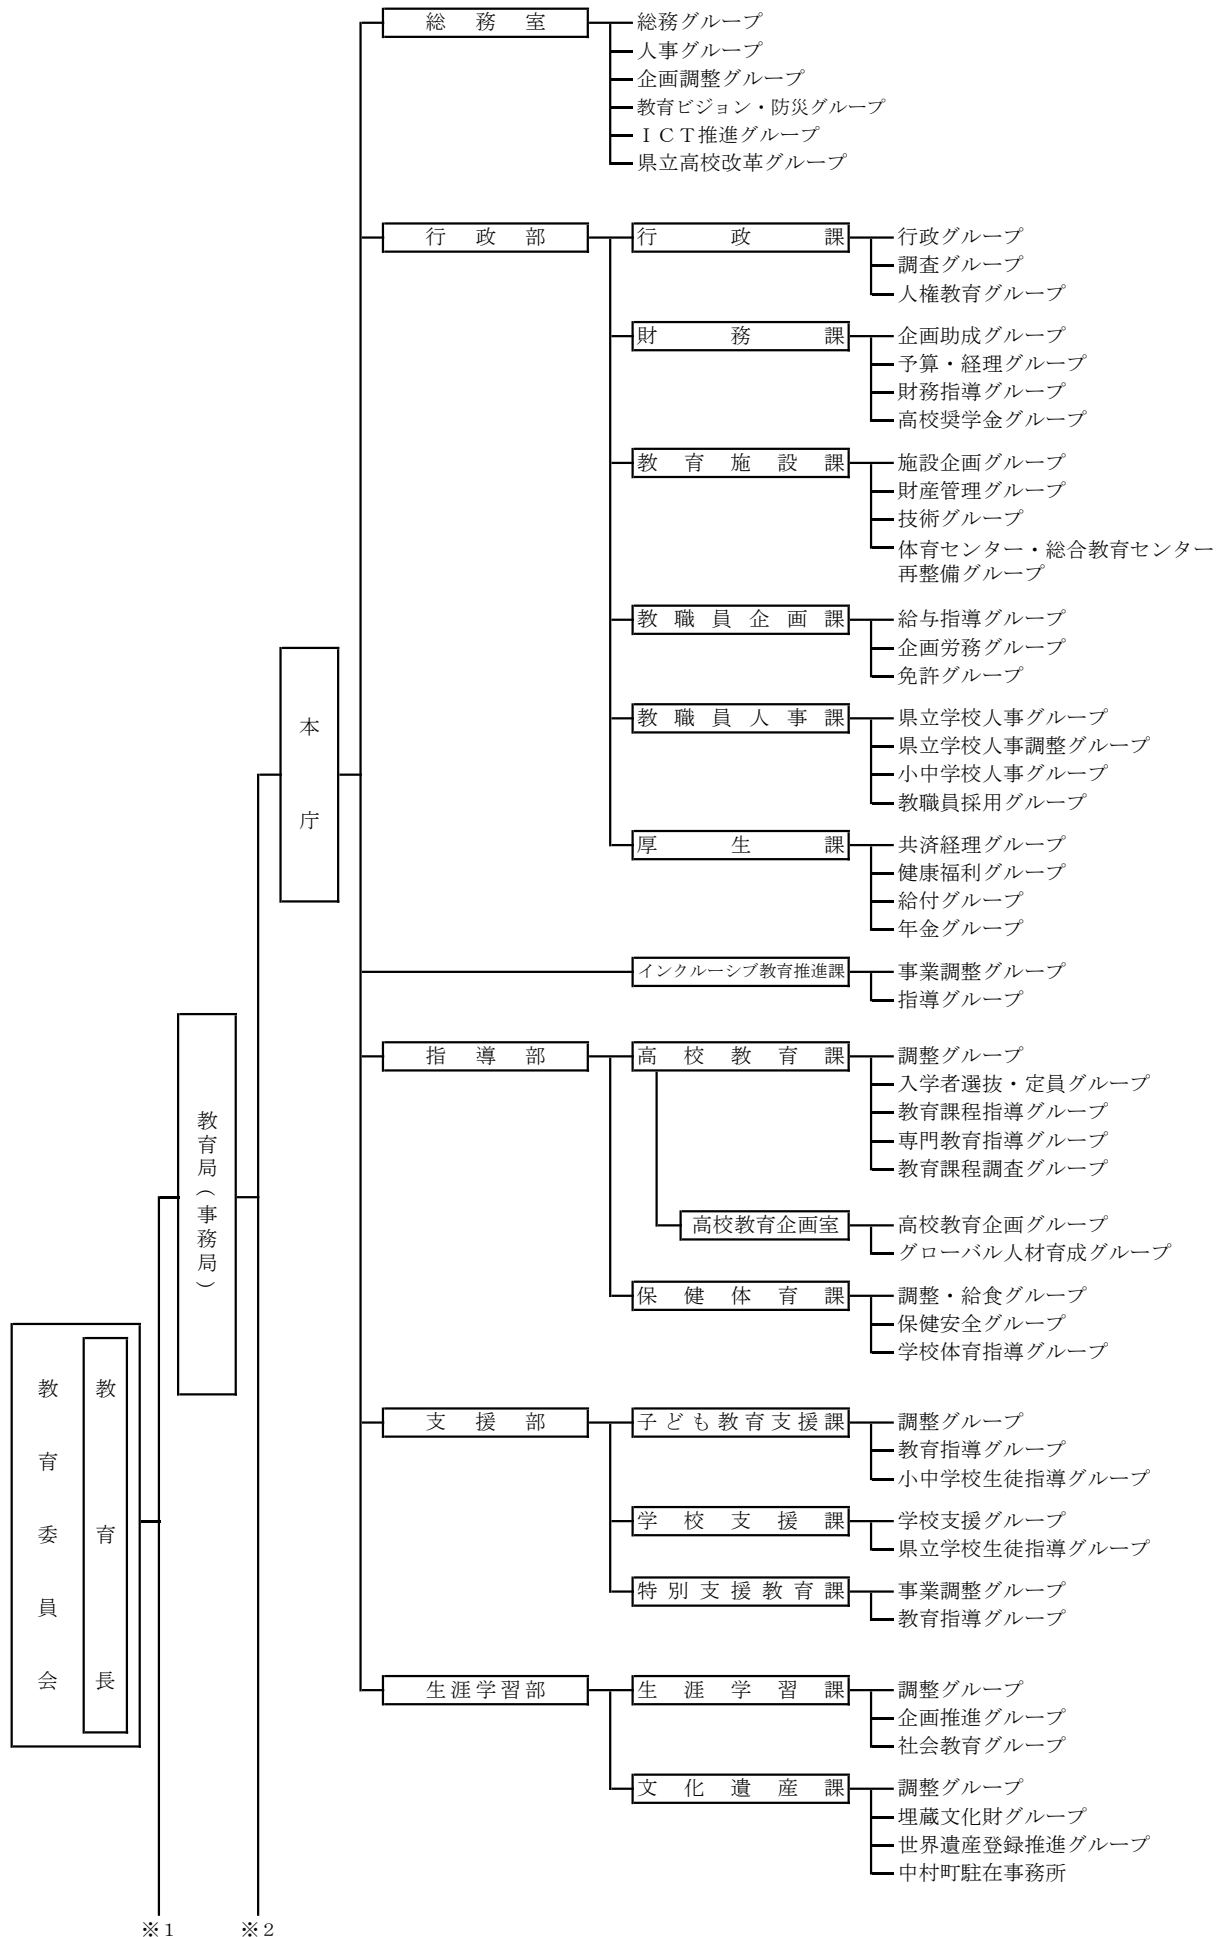 総務室
総務グループ
人事グループ
企画調整グループ
教育ビジョン・防災グループ
ＩＣＴ推進グループ
県立高校改革グループ
行政部
行政課
行政グループ
調査グループ
人権教育グループ
財務課
企画助成グループ
予算・経理グループ
財務指導グループ
高校奨学金グループ
教育施設課
施設企画グループ
財産管理グループ
技術グループ
体育センター・総合教育センター
再整備グループ
教職員企画課
給与指導グループ
企画労務グループ
免許グループ
教職員人事課
県立学校人事グループ
県立学校人事調整グループ
小中学校人事グループ
教職員採用グループ
厚生課
共済経理グループ
健康福利グループ
給付グループ
年金グループ
本庁
インクルーシブ教育推進課
事業調整グループ
指導グループ
指導部
高校教育課
調整グループ
入学者選抜・定員グループ
教育課程指導グループ
専門教育指導グループ
教育課程調査グループ
高校教育企画室
高校教育企画グループ
グローバル人材育成グループ
保健体育課
調整・給食グループ
保健安全グループ
学校体育指導グループ
教育局（事務局）
教育委員会
教育長
支援部
子ども教育支援課
調整グループ
教育指導グループ
小中学校生徒指導グループ
学校支援課
学校支援グループ
県立学校生徒指導グループ
特別支援教育課
事業調整グループ
教育指導グループ
生涯学習部
生涯学習課
調整グループ
企画推進グループ
社会教育グループ
文化遺産課
調整グループ
埋蔵文化財グループ
世界遺産登録推進グループ
中村町駐在事務所
※１
※２